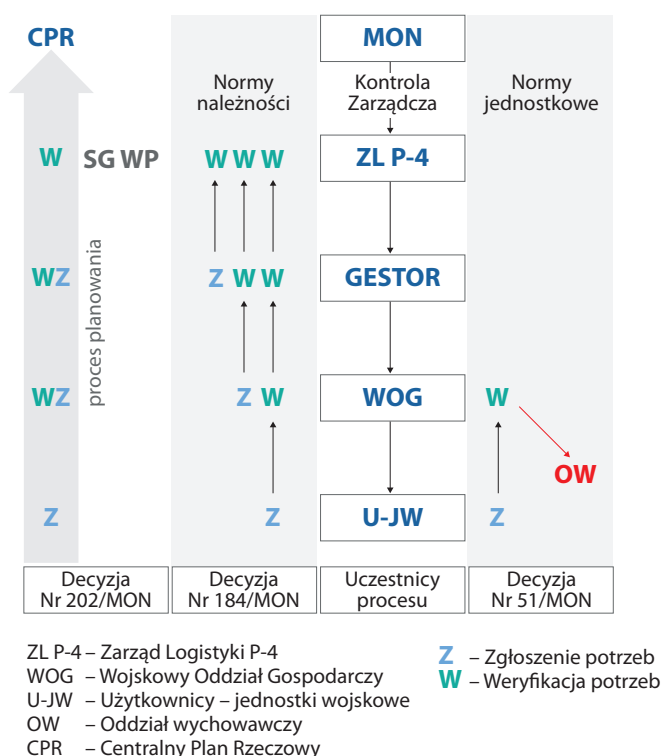 CPR
MON
Normy
należności
Kontrola
Zarządcza
Normy
jednostkowe
W SG WP W W W ZL P-4
proces planowania
WZ Z W W GESTOR
WZ Z W WOG W
OW
Z Z U-JW Z
Decyzja
Nr 202/MON
Decyzja
Nr 184/MON
Uczestnicy
procesu
Decyzja
Nr 51/MON
ZL P-4 – Zarząd Logistyki P-4
WOG – Wojskowy Oddział Gospodarczy
U-JW – Użytkownicy – jednostki wojskowe
OW – Oddział wychowawczy
CPR – Centralny Plan Rzeczowy
Z – Zgłoszenie potrzeb
W – Weryfikacja potrzeb